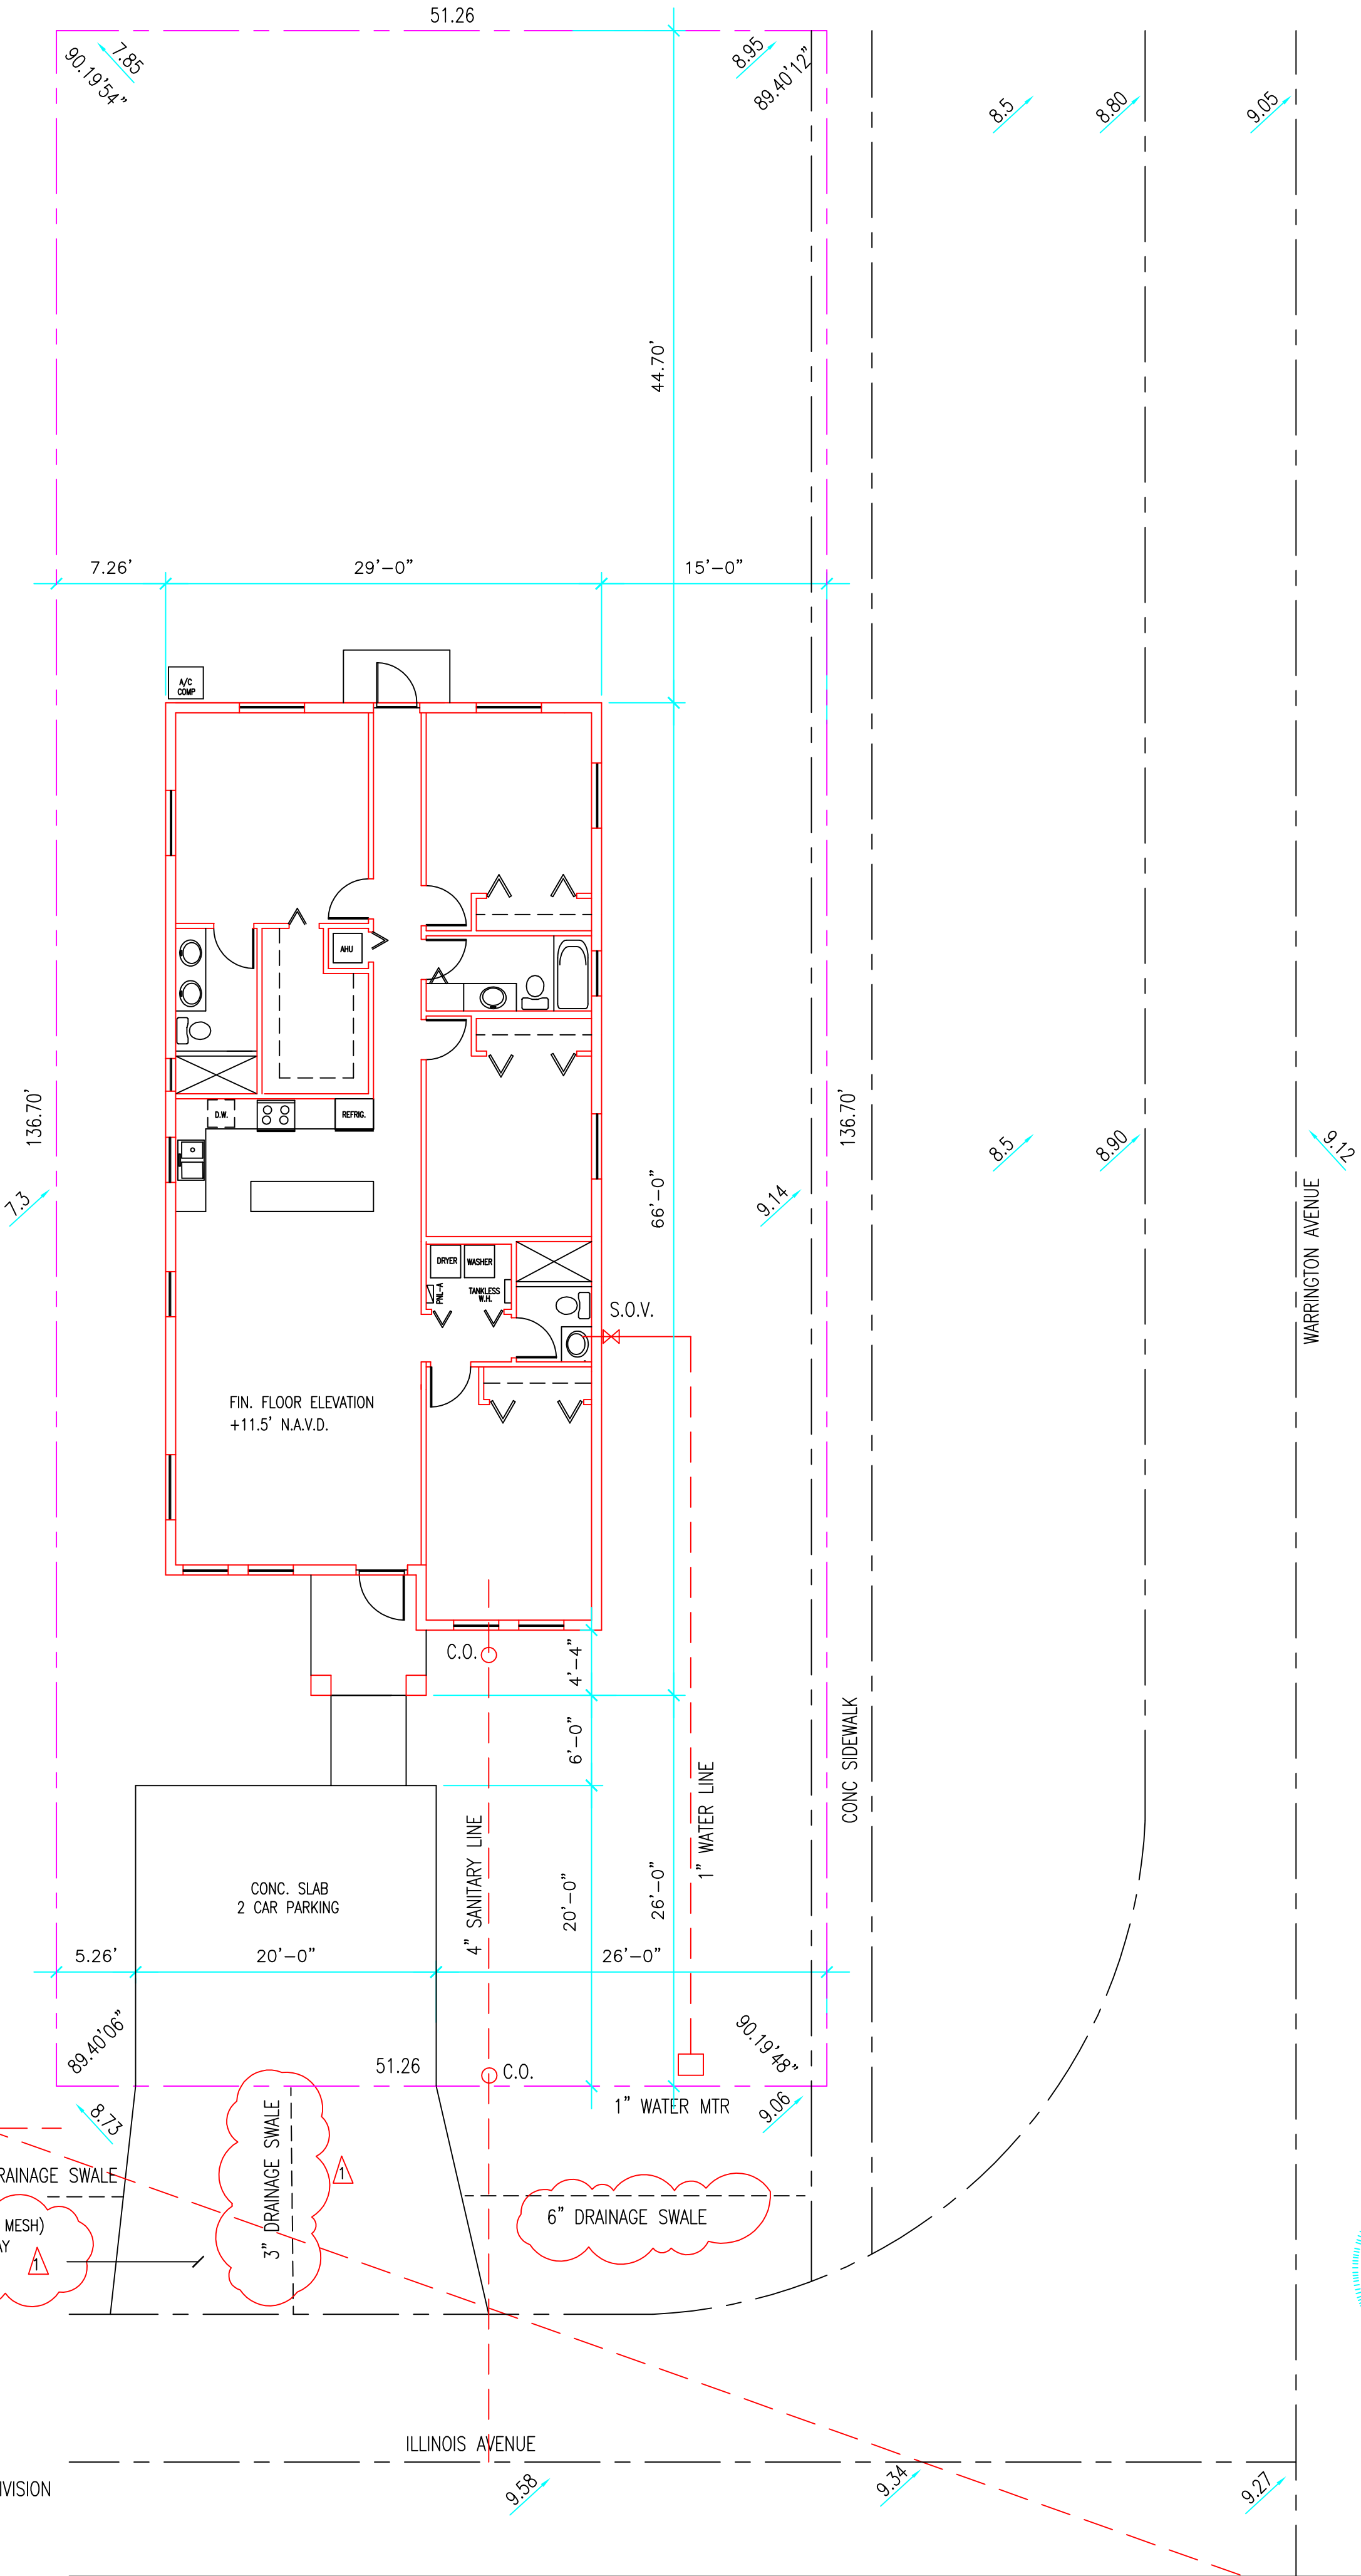 51.26
7.85
90.19'54"
8.95
89.40'12"
8.5
8.80
9.05
44.70'
7.26'
29'-0"
15'-0"
A/C
COMP
AHU
136.70'
D.W.
REFRIG.
136.70'
7.3
9.14
8.5
8.90
9.12
66'-0"
WARRINGTON AVENUE
DRYER
WASHER
PNL-A
TANKLESS
W.H.
S.O.V.
FIN. FLOOR ELEVATION
+11.5' N.A.V.D.
C.O.
4'-4"
6'-0"
CONC SIDEWALK
1" WATER LINE
4" SANITARY LINE
CONC. SLAB
2 CAR PARKING
20'-0"
26'-0"
5.26'
20'-0"
26'-0"
89.40'06"
51.26
C.O.
90.19'48"
1" WATER MTR
9.06
8.73
3" DRAINAGE SWALE
1
RAINAGE SWALE
6" DRAINAGE SWALE
MESH)
AY
1
ILLINOIS AVENUE
IVISION
9.58
9.34
9.27